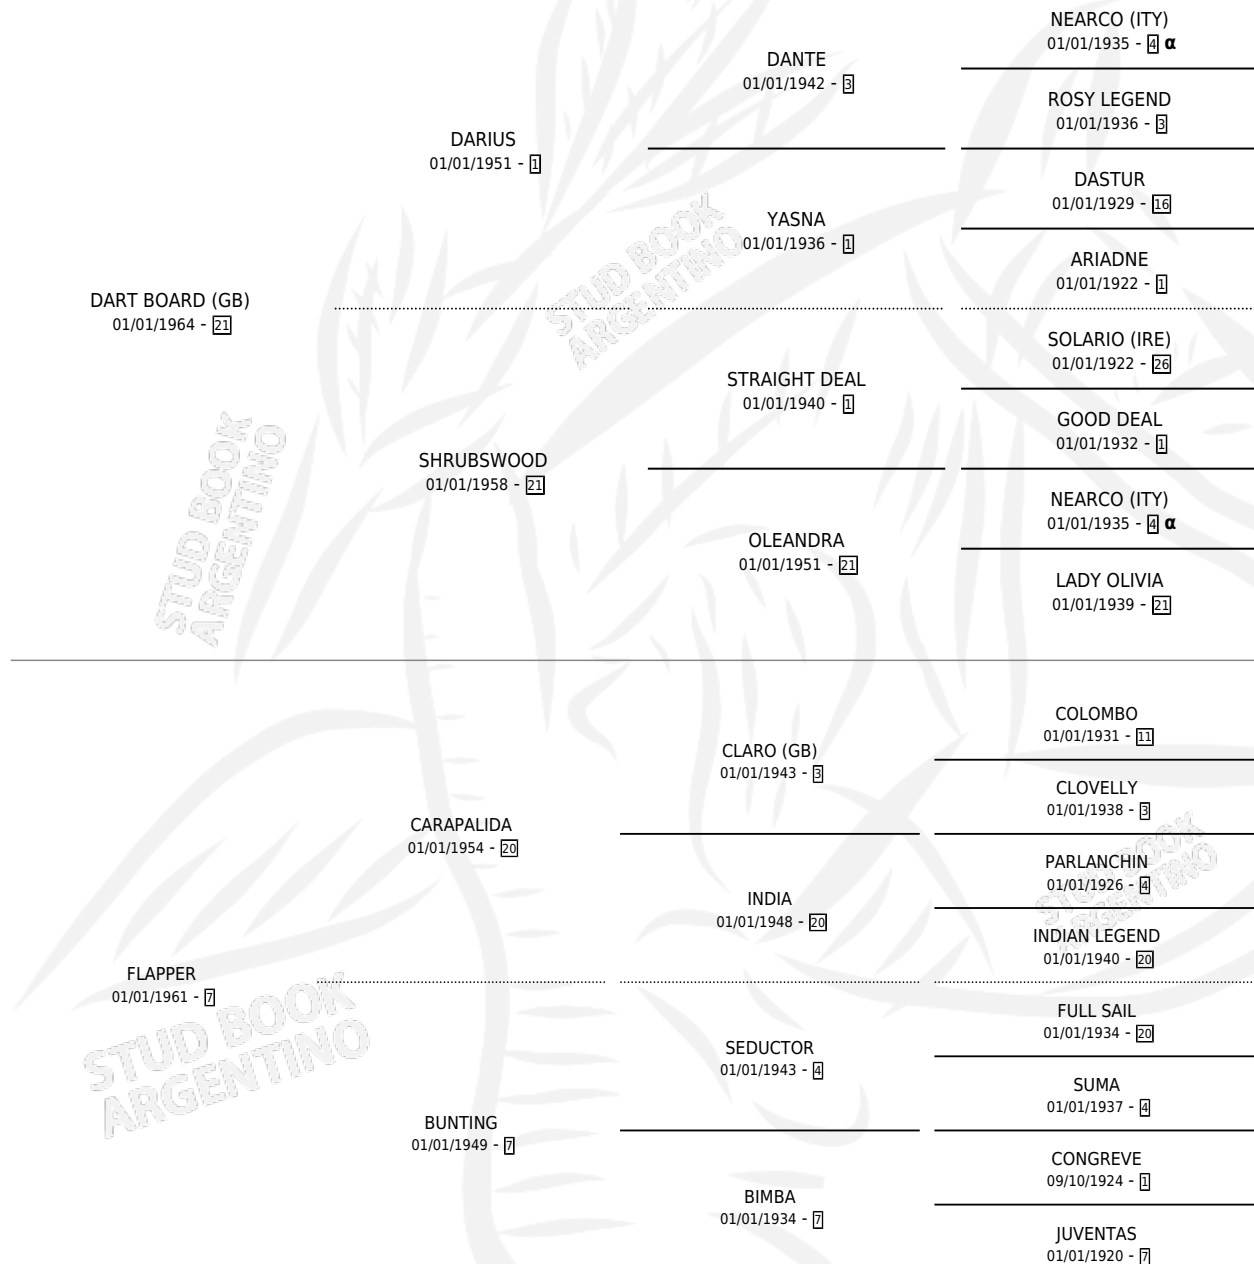 NEARCO (ITY)
01/01/1935 - 4 α
DANTE
01/01/1942 - 3
ROSY LEGEND
01/01/1936 - 3
DARIUS
01/01/1951 - 1
DASTUR
01/01/1929 - 16
YASNA
01/01/1936 - 1
ARIADNE
01/01/1922 - 1
DART BOARD (GB)
01/01/1964 - 21
SOLARIO (IRE)
01/01/1922 - 26
STRAIGHT DEAL
01/01/1940 - 1
GOOD DEAL
01/01/1932 - 1
SHRUBSWOOD
01/01/1958 - 21
NEARCO (ITY)
01/01/1935 - 4 α
OLEANDRA
01/01/1951 - 21
LADY OLIVIA
01/01/1939 - 21
COLOMBO
01/01/1931 - 11
CLARO (GB)
01/01/1943 - 3
CLOVELLY
01/01/1938 - 3
CARAPALIDA
01/01/1954 - 20
PARLANCHIN
01/01/1926 - 4
INDIA
01/01/1948 - 20
INDIAN LEGEND
01/01/1940 - 20
FLAPPER
01/01/1961 - 7
FULL SAIL
01/01/1934 - 20
SEDUCTOR
01/01/1943 - 4
SUMA
01/01/1937 - 4
BUNTING
01/01/1949 - 7
CONGREVE
09/10/1924 - 1
BIMBA
01/01/1934 - 7
JUVENTAS
01/01/1920 - 7
STUD BOOK
ARGENTINO
STUD BOOK
ARGENTINO
STUD BOOK
ARGENTINO
STUD BOOK
ARGENTINO